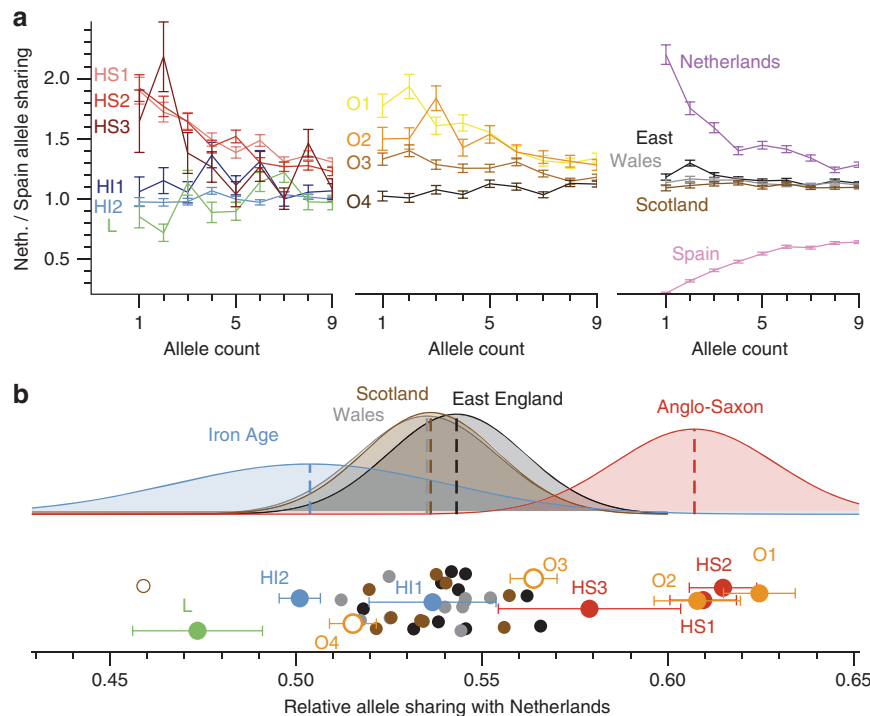 a
Neth. / Spain allele sharing
2.0
1.5
1.0
0.5
HS1
HS2
HS3
HI1
HI2
L
1 5 9
Allele count
O1
O2
O3
O4
1 5 9
Allele count
Netherlands
East
Wales
Scotland
Spain
1 5 9
Allele count
b
Iron Age
Scotland
Wales
East England
Anglo-Saxon
L
HI2
O4
HI1
O3
HS3
O2
HS1
HS2
O1
0.45 0.50 0.55 0.60 0.65
Relative allele sharing with Netherlands